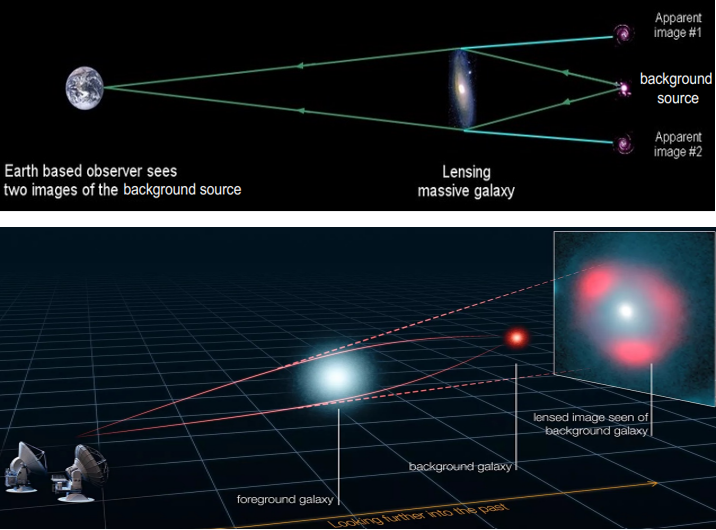 Apparent
image #1
background
source
Apparent
image #2
Earth based observer sees
two images of the background source
Lensing
massive galaxy
lensed image seen of
background galaxy
background galaxy
foreground galaxy
Looking further into the past